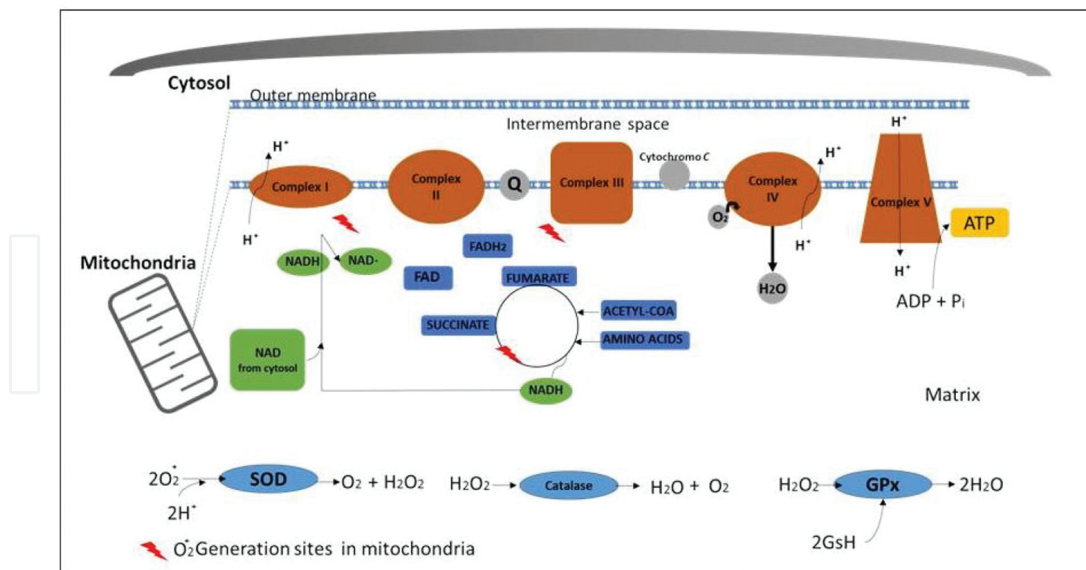 Cytosol
Outer membrane
Intermembrane space
H⁺
H⁺
H⁺
Cytochromo C
Complex I
Complex
II
Q
Complex III
Complex
IV
Complex V
O₂
ATP
H⁺
H⁺
H⁺
FADH2
NADH
NAD·
FAD
Mitochondria
FUMARATE
H2O
ADP + Pi
ACETYL-COA
SUCCINATE
AMINO ACIDS
NAD
from cytosol
NADH
Matrix
2O₂⁺
SOD
O₂ + H₂O₂
H₂O₂
Catalase
H₂O + O₂
H₂O₂
GPx
2H₂O
2H⁺
2GsH
O₂⁺Generation sites in mitochondria